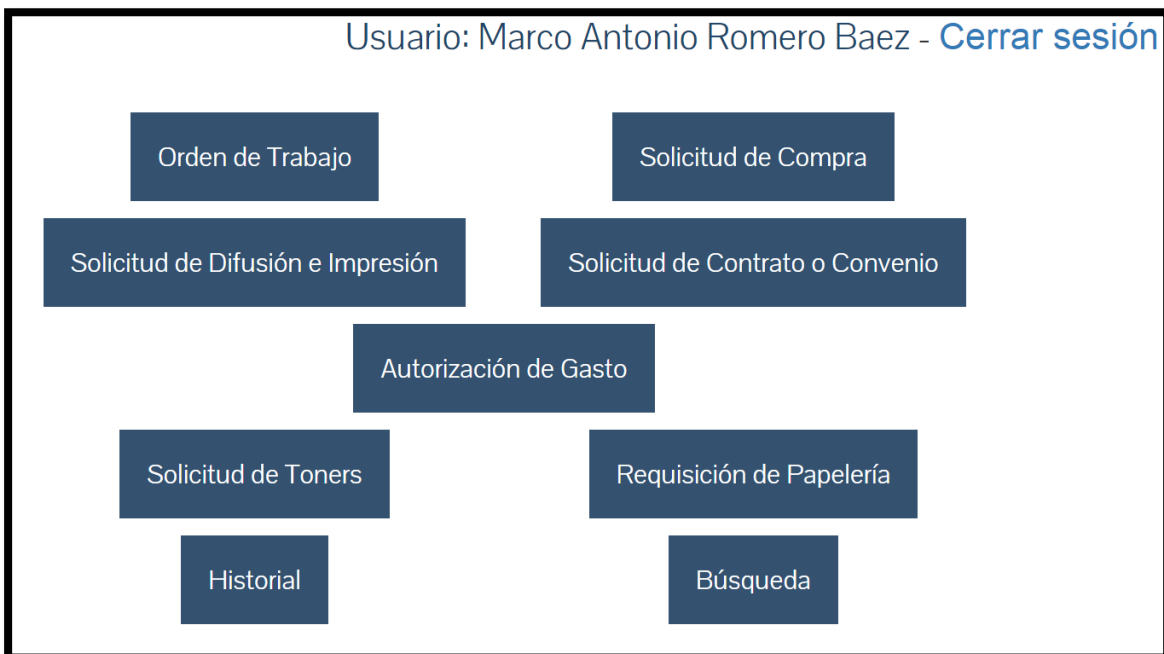 Usuario: Marco Antonio Romero Baez - Cerrar sesión
Orden de Trabajo
Solicitud de Compra
Solicitud de Difusión e Impresión
Solicitud de Contrato o Convenio
Autorización de Gasto
Solicitud de Toners
Requisición de Papelería
Historial
Búsqueda